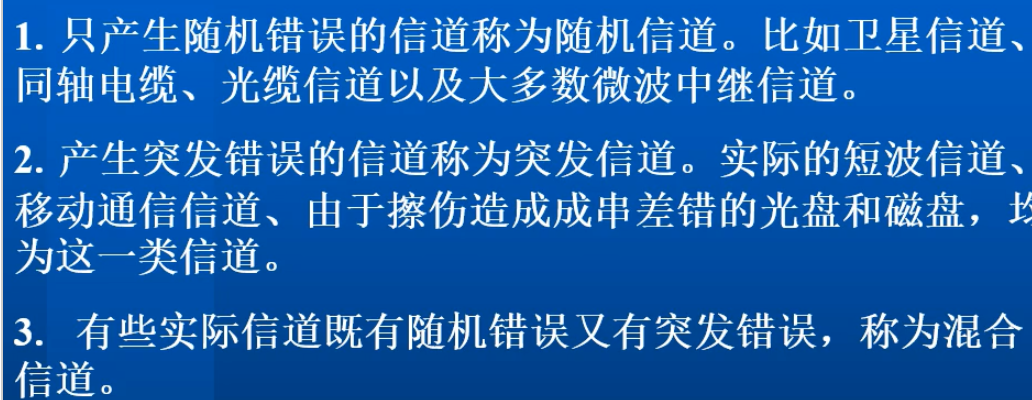 1. 只产生随机错误的信道称为随机信道。比如卫星信道、
同轴电缆、光缆信道以及大多数微波中继信道。
2. 产生突发错误的信道称为突发信道。实际的短波信道、
移动通信信道、由于擦伤造成成串差错的光盘和磁盘，均
为这一类信道。
3. 有些实际信道既有随机错误又有突发错误，称为混合
信道。